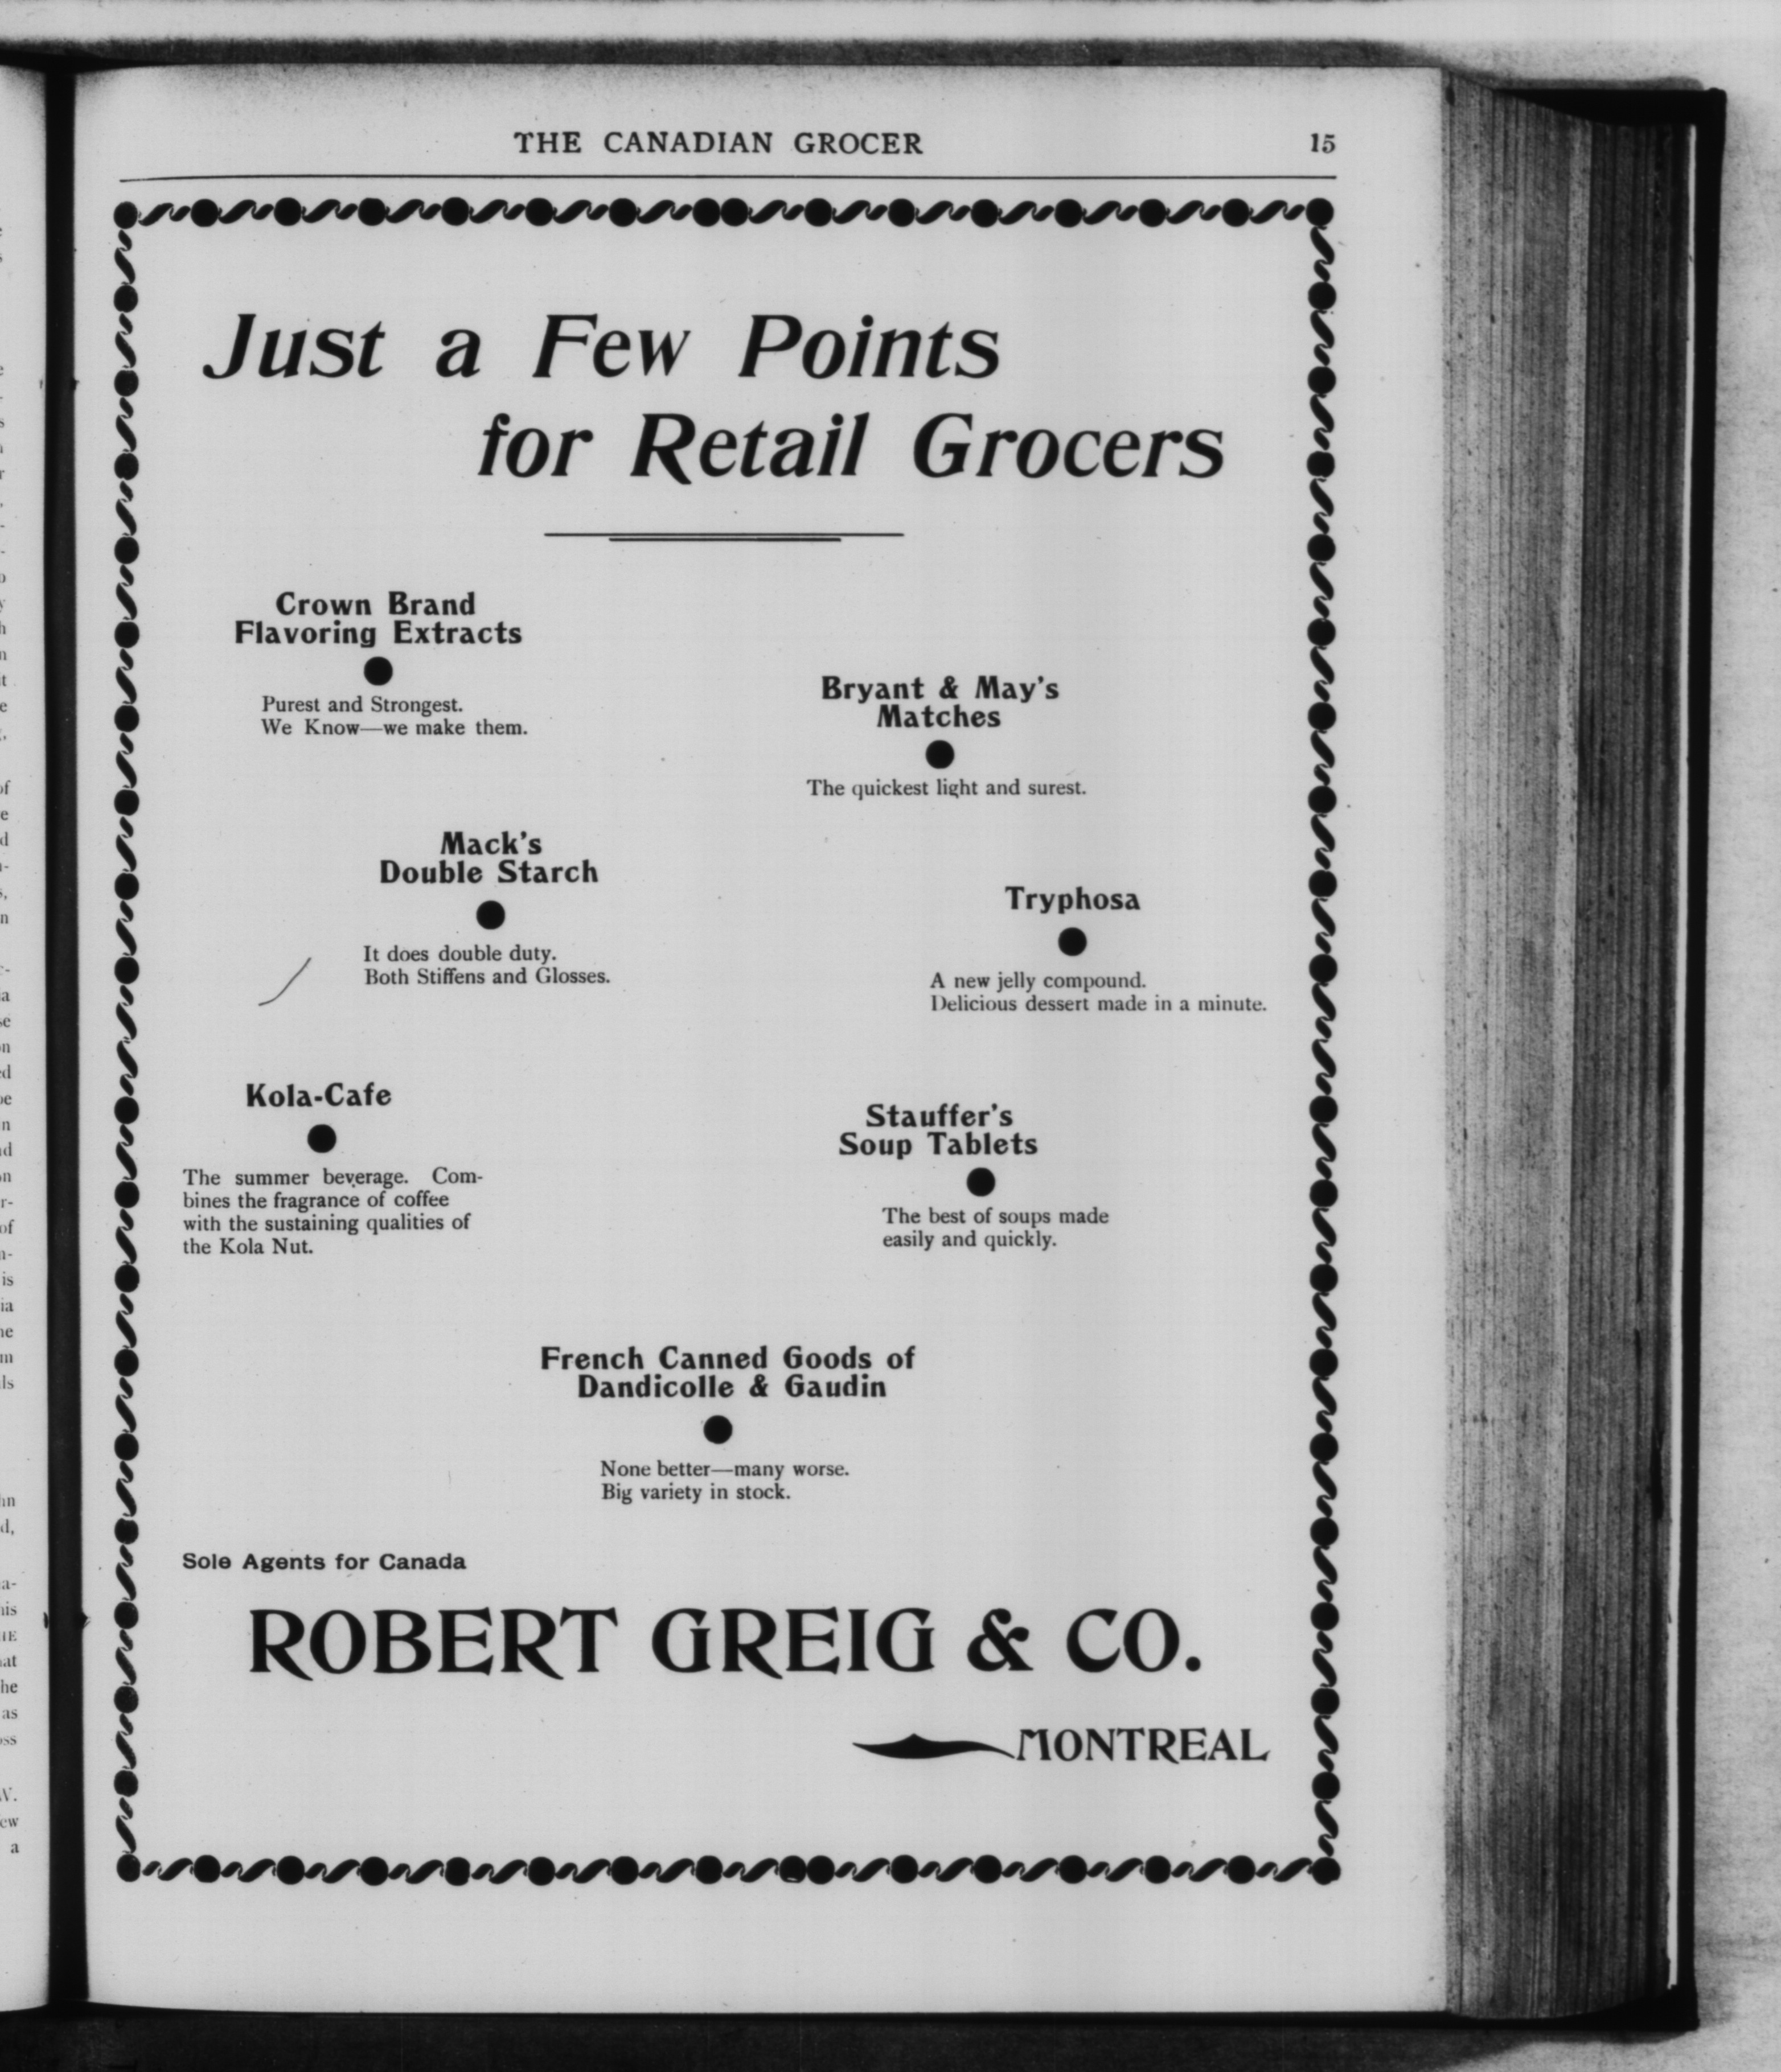 THE CANADIAN GROCER 15
Just a Few Points
for Retail Grocers
Crown Brand
Flavoring Extracts
Purest and Strongest.
We Know—we make them.
Bryant & May's
Matches
The quickest light and surest.
Mack's
Double Starch
It does double duty.
Both Stiffens and Glosses.
Tryphosa
A new jelly compound.
Delicious dessert made in a minute.
Kola-Cafe
The summer beverage. Com-
bines the fragrance of coffee
with the sustaining qualities of
the Kola Nut.
Stauffer's
Soup Tablets
The best of soups made
easily and quickly.
French Canned Goods of
Dandicolle & Gaudin
None better—many worse.
Big variety in stock.
Sole Agents for Canada
ROBERT GREIG & CO.
MONTREAL